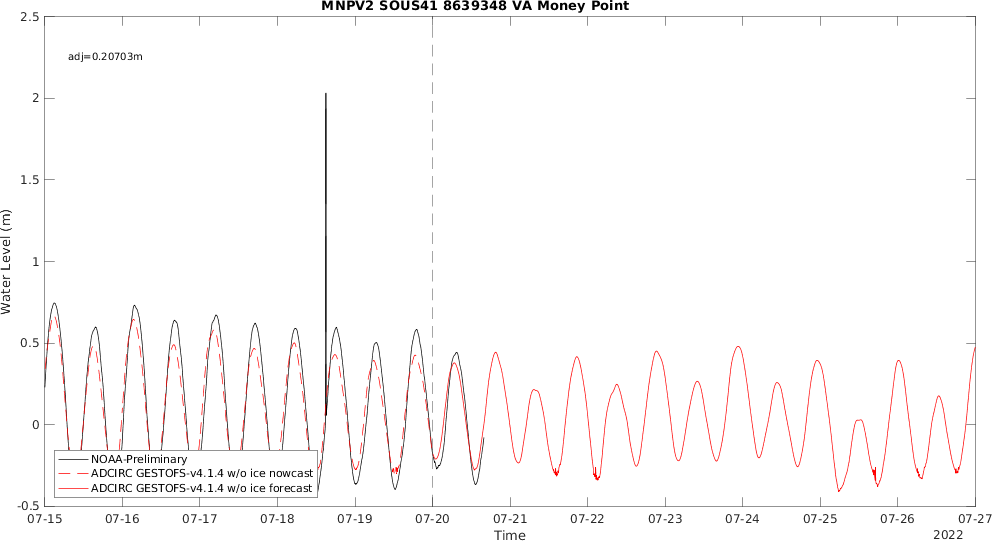 MNPV2 SOUS41 8639348 VA Money Point
2.5
adj=0.20703m
2
1.5
1
0.5
0
-0.5
Water Level (m)
NOAA-Preliminary
ADCIRC GESTOFS-v4.1.4 w/o ice nowcast
ADCIRC GESTOFS-v4.1.4 w/o ice forecast
07-15 07-16 07-17 07-18 07-19 07-20 07-21 07-22 07-23 07-24 07-25 07-26 07-27
Time
2022